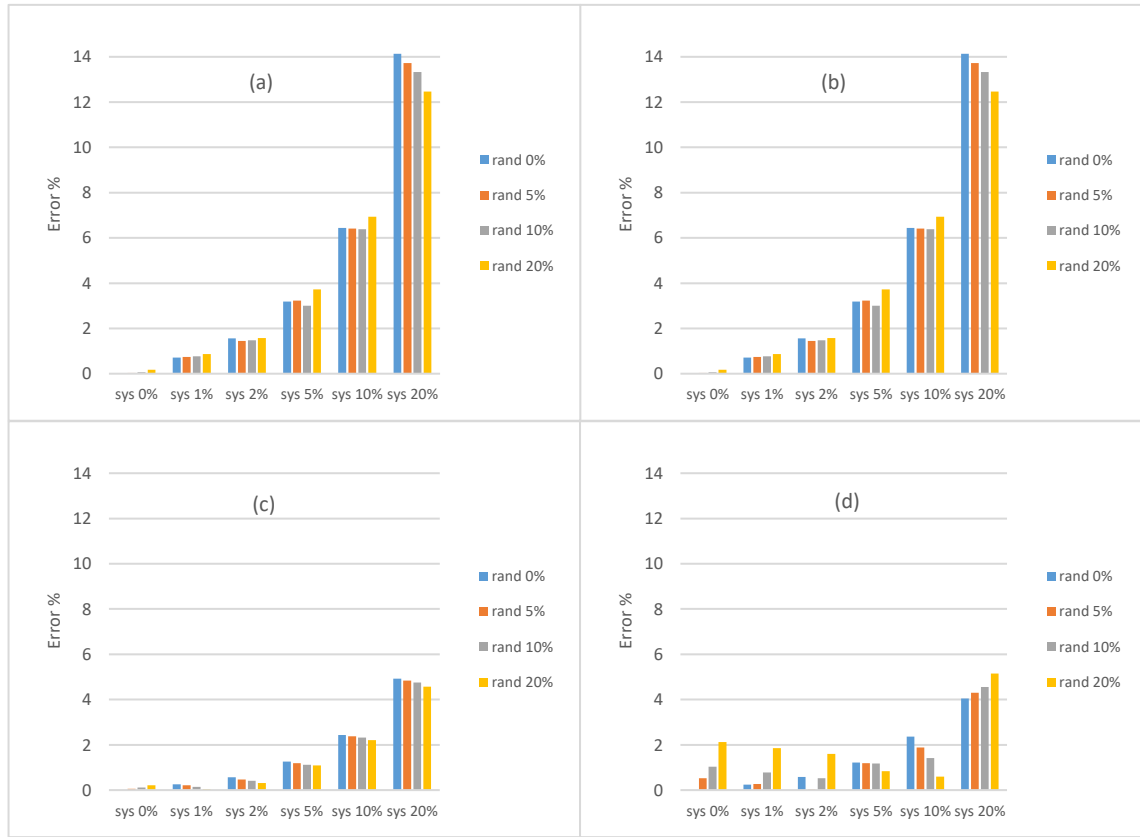 (a)
Error %
14
12
10
8
6
4
2
0
sys 0% sys 1% sys 2% sys 5% sys 10% sys 20%
rand 0%
rand 5%
rand 10%
rand 20%
(b)
Error %
14
12
10
8
6
4
2
0
sys 0% sys 1% sys 2% sys 5% sys 10% sys 20%
rand 0%
rand 5%
rand 10%
rand 20%
(c)
Error %
14
12
10
8
6
4
2
0
sys 0% sys 1% sys 2% sys 5% sys 10% sys 20%
rand 0%
rand 5%
rand 10%
rand 20%
(d)
Error %
14
12
10
8
6
4
2
0
sys 0% sys 1% sys 2% sys 5% sys 10% sys 20%
rand 0%
rand 5%
rand 10%
rand 20%